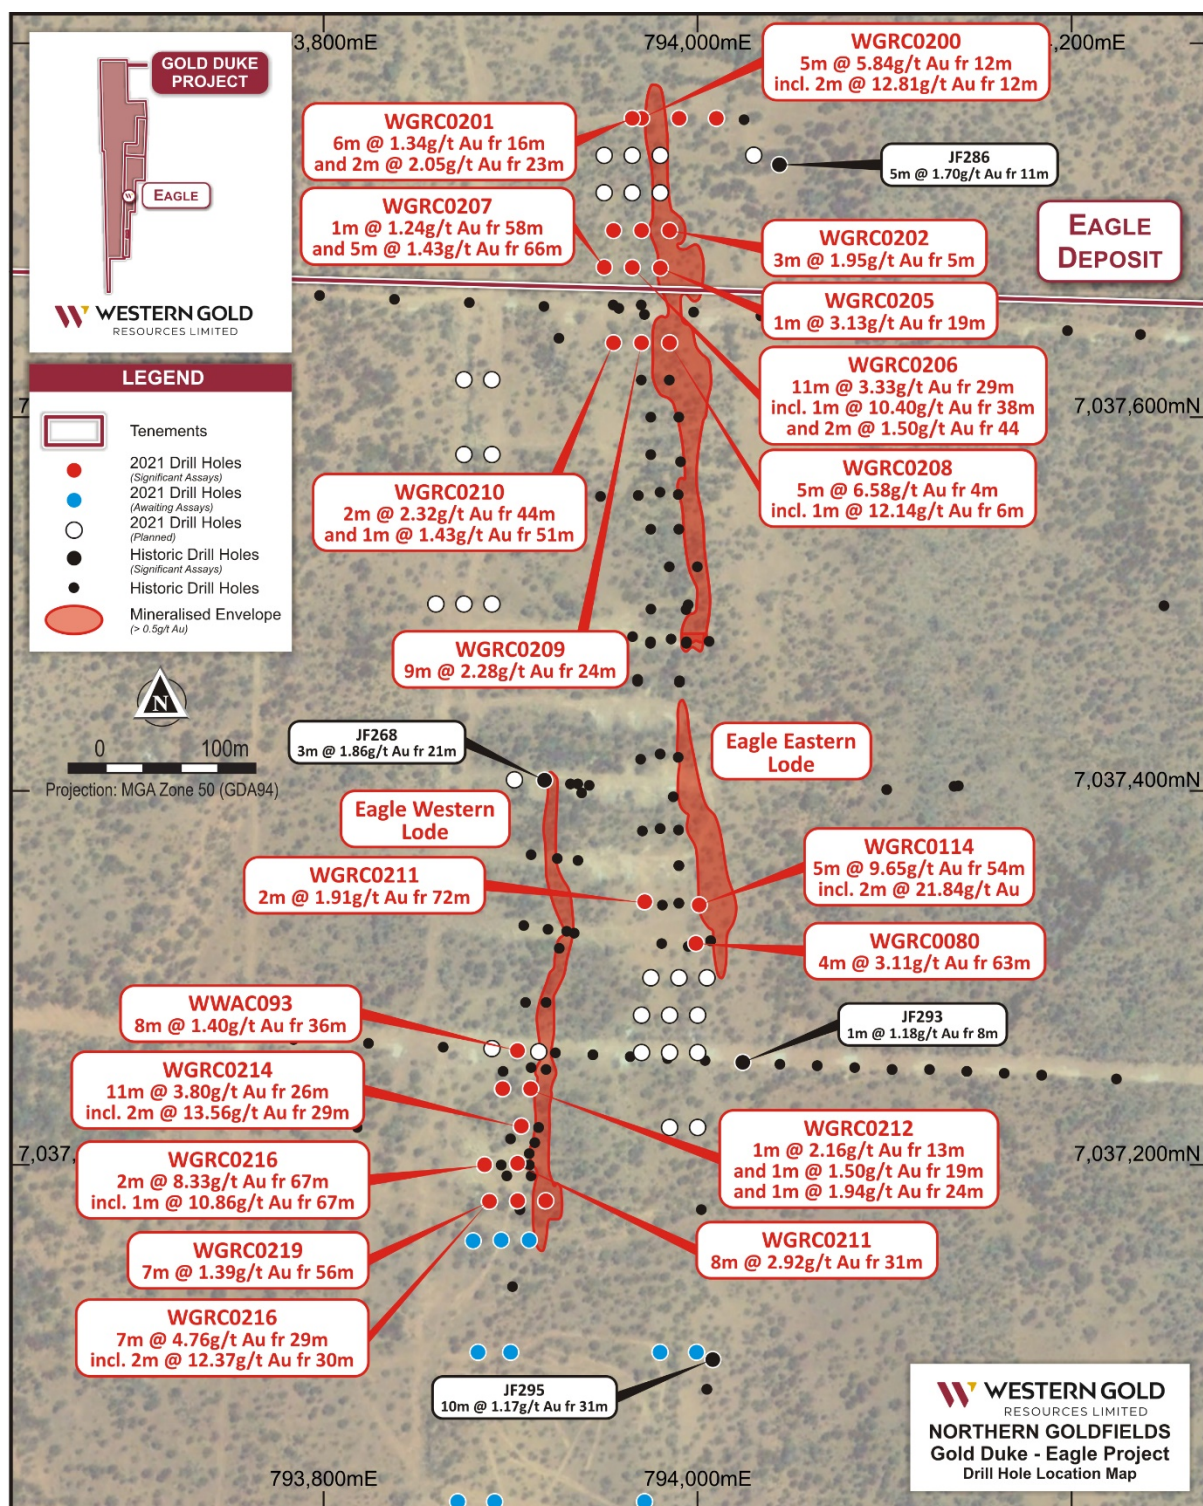 3,800mE
794,000mE
,200mE
GOLD DUKE
PROJECT
EAGLE
WESTERN GOLD
RESOURCES LIMITED
WGRC0200
5m @ 5.84g/t Au fr 12m
incl. 2m @ 12.81g/t Au fr 12m
WGRC0201
6m @ 1.34g/t Au fr 16m
and 2m @ 2.05g/t Au fr 23m
JF286
5m @ 1.70g/t Au fr 11m
WGRC0207
1m @ 1.24g/t Au fr 58m
and 5m @ 1.43g/t Au fr 66m
EAGLE
DEPOSIT
WGRC0202
3m @ 1.95g/t Au fr 5m
WGRC0205
1m @ 3.13g/t Au fr 19m
WGRC0206
11m @ 3.33g/t Au fr 29m
incl. 1m @ 10.40g/t Au fr 38m
and 2m @ 1.50g/t Au fr 44
LEGEND
Tenements
2021 Drill Holes
(Significant Assays)
2021 Drill Holes
(Awaiting Assays)
2021 Drill Holes
(Planned)
Historic Drill Holes
(Significant Assays)
Historic Drill Holes
Mineralised Envelope
(> 0.5g/t Au)
7,0
7,037,600mN
WGRC0208
5m @ 6.58g/t Au fr 4m
incl. 1m @ 12.14g/t Au fr 6m
WGRC0210
2m @ 2.32g/t Au fr 44m
and 1m @ 1.43g/t Au fr 51m
WGRC0209
9m @ 2.28g/t Au fr 24m
N
0 100m
Projection: MGA Zone 50 (GDA94)
JF268
3m @ 1.86g/t Au fr 21m
Eagle Eastern
Lode
7,037,400mN
Eagle Western
Lode
WGRC0211
2m @ 1.91g/t Au fr 72m
WGRC0114
5m @ 9.65g/t Au fr 54m
incl. 2m @ 21.84g/t Au
WGRC0080
4m @ 3.11g/t Au fr 63m
WWAC093
8m @ 1.40g/t Au fr 36m
JF293
1m @ 1.18g/t Au fr 8m
WGRC0214
11m @ 3.80g/t Au fr 26m
incl. 2m @ 13.56g/t Au fr 29m
WGRC0212
1m @ 2.16g/t Au fr 13m
and 1m @ 1.50g/t Au fr 19m
and 1m @ 1.94g/t Au fr 24m
7,037,
7,037,200mN
WGRC0216
2m @ 8.33g/t Au fr 67m
incl. 1m @ 10.86g/t Au fr 67m
WGRC0211
8m @ 2.92g/t Au fr 31m
WGRC0219
7m @ 1.39g/t Au fr 56m
WGRC0216
7m @ 4.76g/t Au fr 29m
incl. 2m @ 12.37g/t Au fr 30m
JF295
10m @ 1.17g/t Au fr 31m
WESTERN GOLD
RESOURCES LIMITED
NORTHERN GOLDFIELDS
Gold Duke - Eagle Project
Drill Hole Location Map
793,800mE
794,000mE